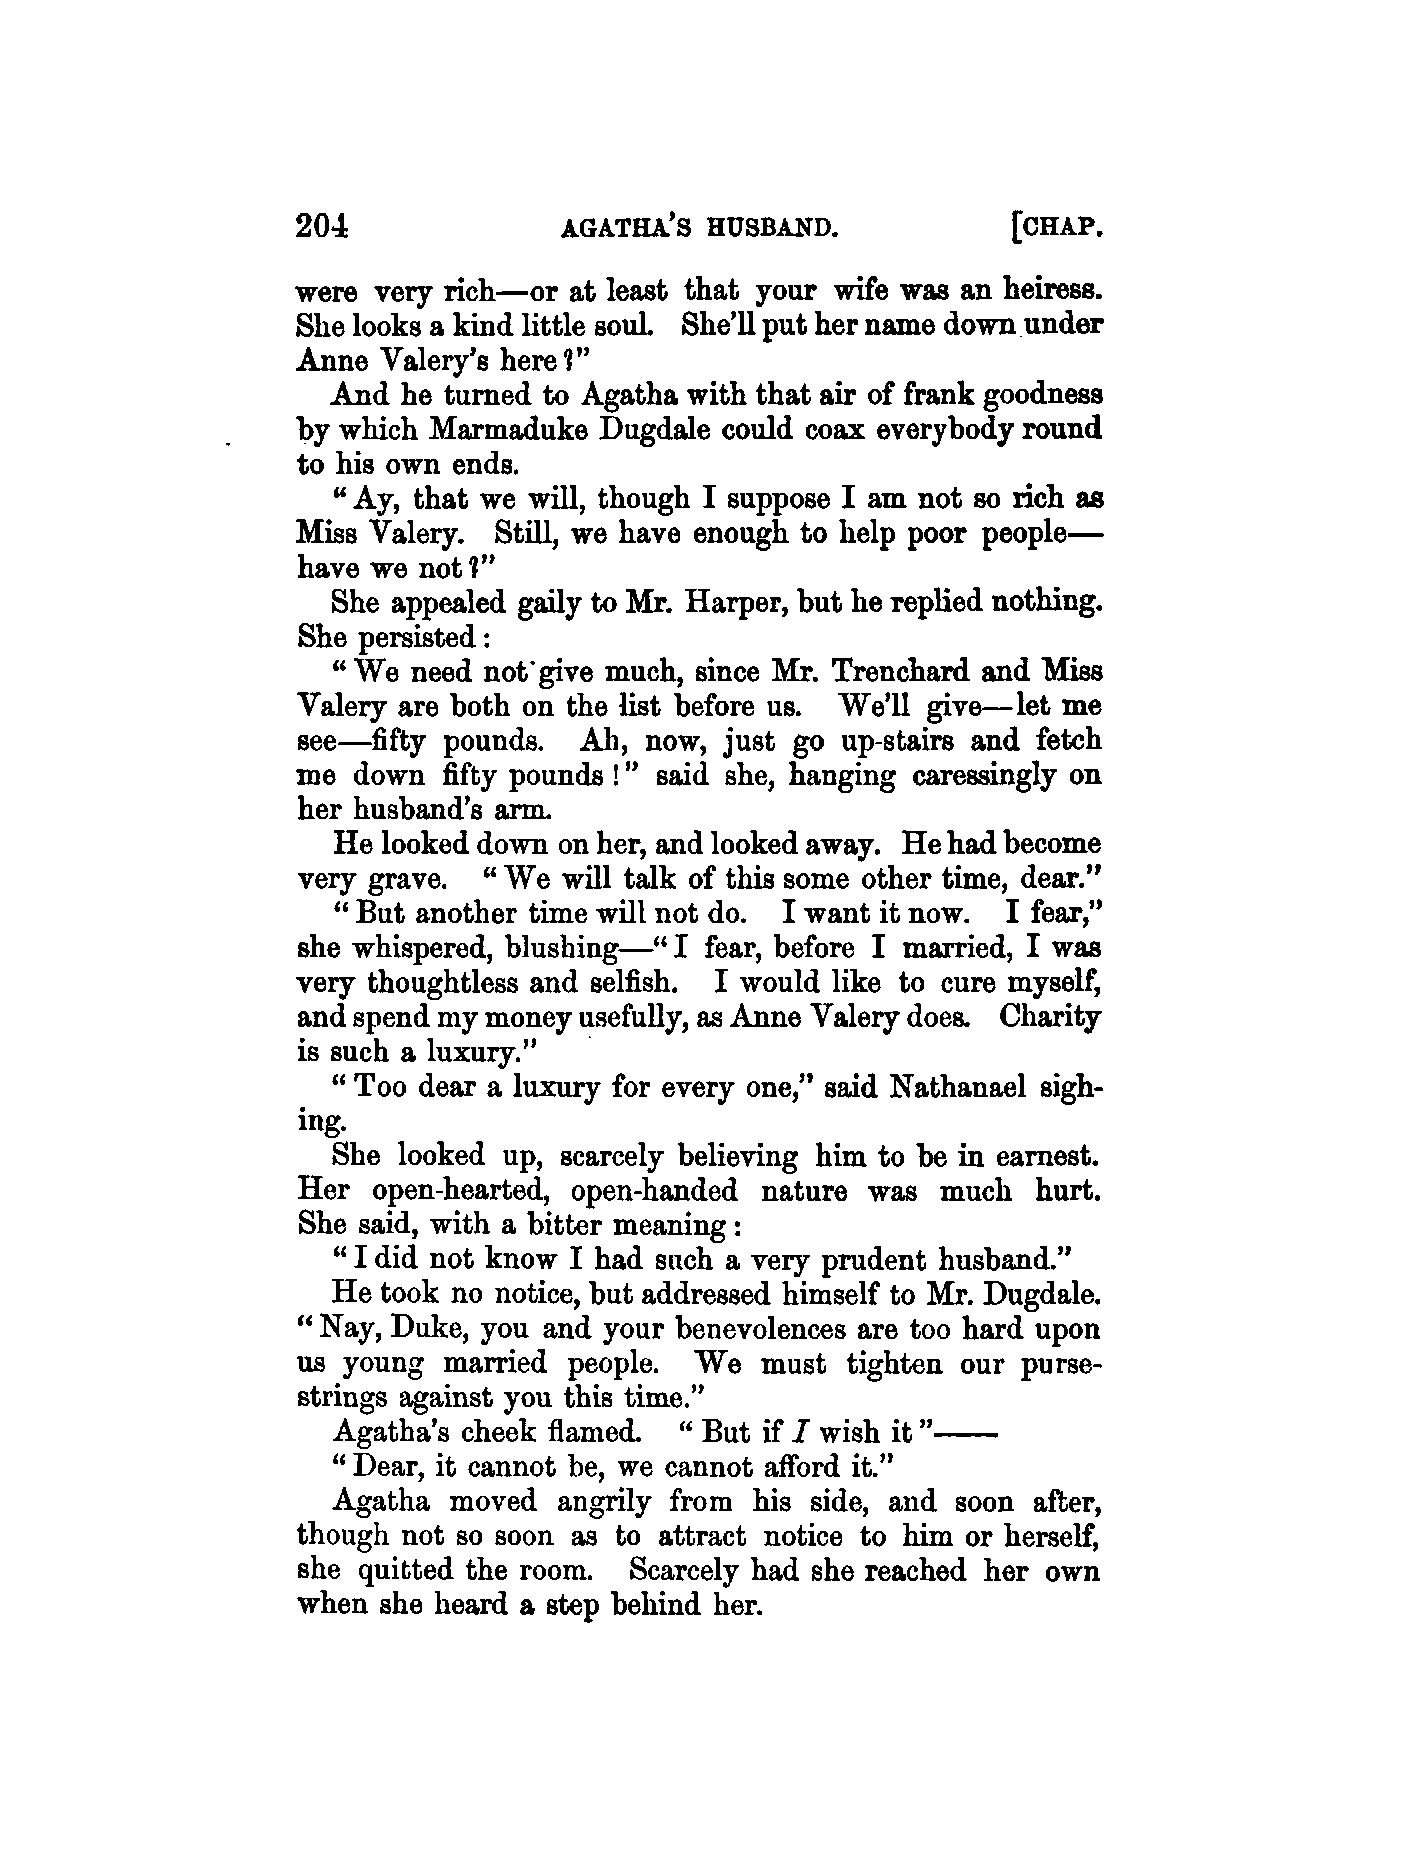 204 AGATHA'S HUSBAND. [CHAP.
were very rich—or at least that your wife was an heiress.
She looks a kind little soul. She'll put her name down under
Anne Valery's here?"
And he turned to Agatha with that air of frank goodness
by which Marmaduke Dugdale could coax everybody round
to his own ends.
"Ay, that we will, though I suppose I am not so rich as
Miss Valery. Still, we have enough to help poor people—
have we not?"
She appealed gaily to Mr. Harper, but he replied nothing.
She persisted:
"We need not give much, since Mr. Trenchard and Miss
Valery are both on the list before us. We'll give—let me
see—fifty pounds. Ah, now, just go up-stairs and fetch
me down fifty pounds!" said she, hanging caressingly on
her husband's arm.
He looked down on her, and looked away. He had become
very grave. "We will talk of this some other time, dear."
"But another time will not do. I want it now. I fear,"
she whispered, blushing—"I fear, before I married, I was
very thoughtless and selfish. I would like to cure myself,
and spend my money usefully, as Anne Valery does. Charity
is such a luxury."
"Too dear a luxury for every one," said Nathanael sigh-
ing.
She looked up, scarcely believing him to be in earnest.
Her open-hearted, open-handed nature was much hurt.
She said, with a bitter meaning:
"I did not know I had such a very prudent husband."
He took no notice, but addressed himself to Mr. Dugdale.
"Nay, Duke, you and your benevolences are too hard upon
us young married people. We must tighten our purse-
strings against you this time."
Agatha's cheek flamed. "But if I wish it"——
"Dear, it cannot be, we cannot afford it."
Agatha moved angrily from his side, and soon after,
though not so soon as to attract notice to him or herself,
she quitted the room. Scarcely had she reached her own
when she heard a step behind her.